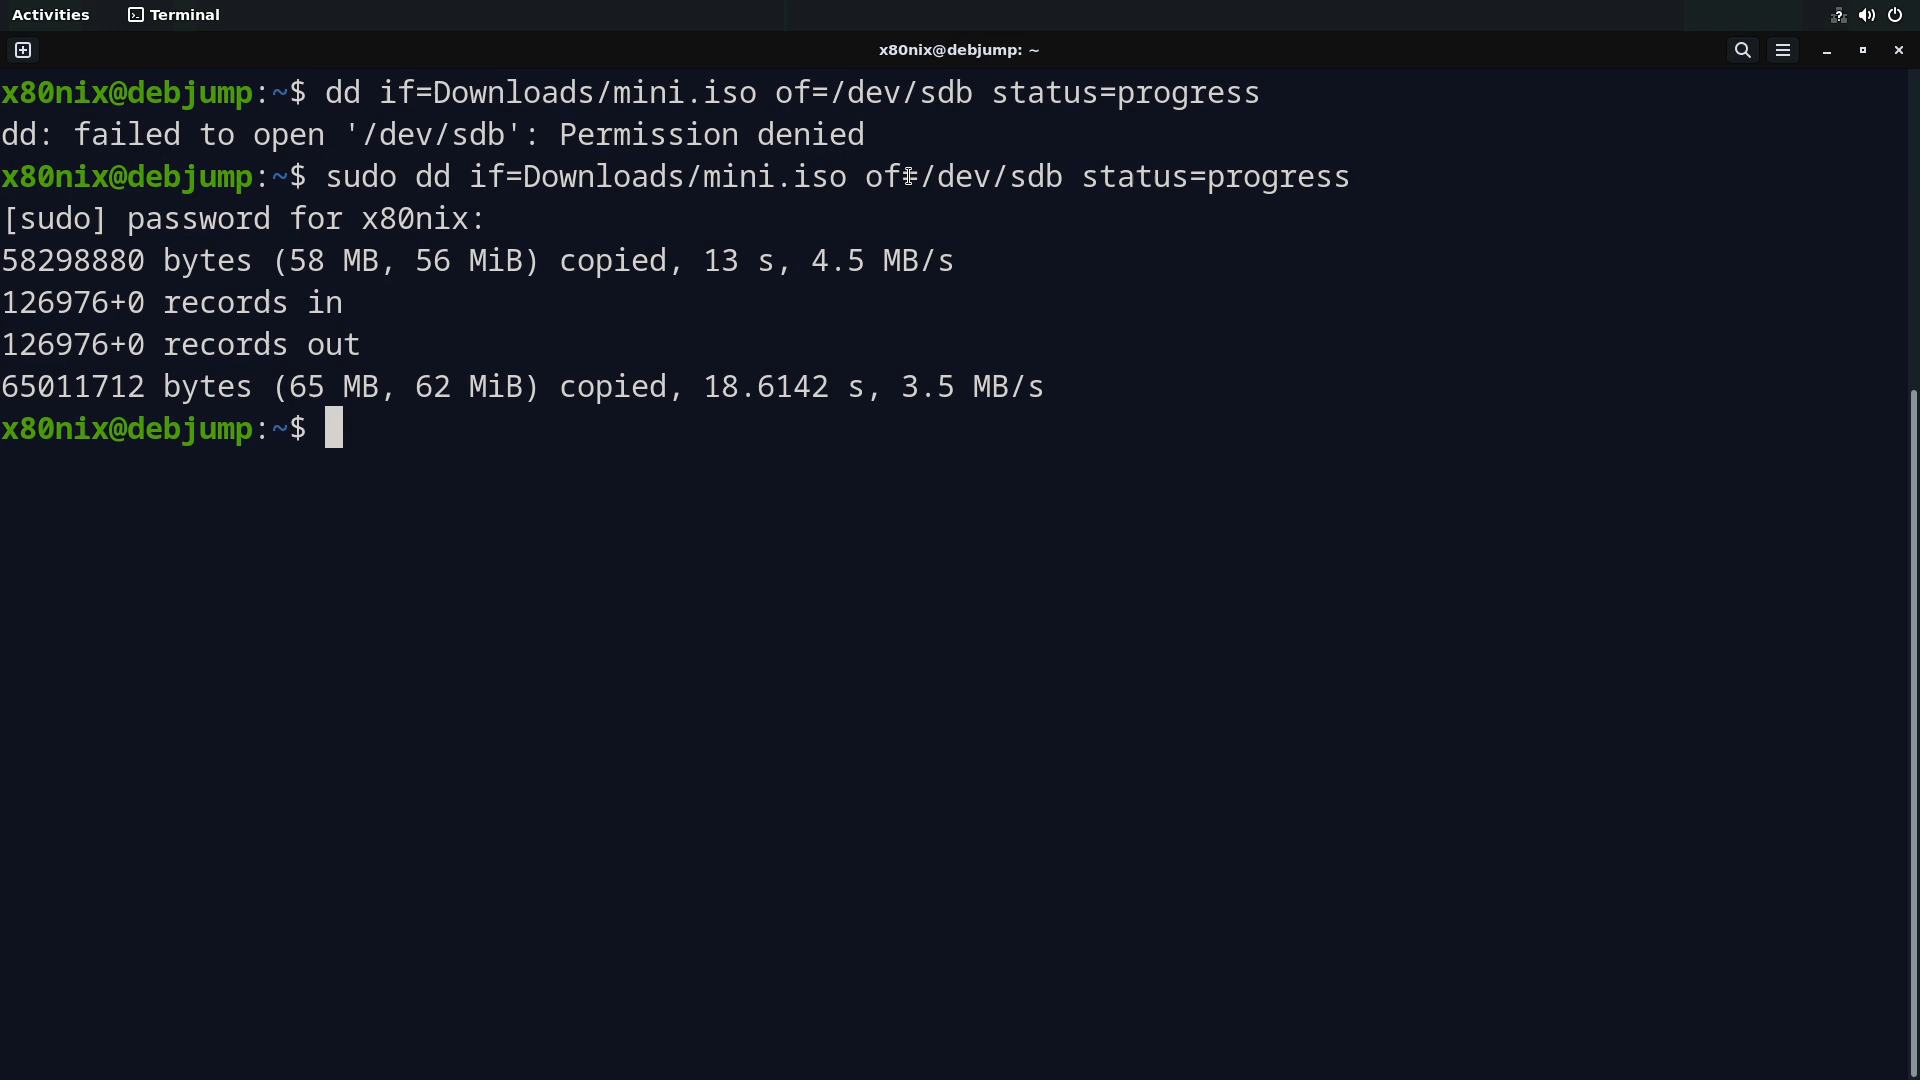 Activities Terminal
x80nix@debjump: ~
x80nix@debjump:~$ dd if=Downloads/mini.iso of=/dev/sdb status=progress
dd: failed to open '/dev/sdb': Permission denied
x80nix@debjump:~$ sudo dd if=Downloads/mini.iso of=/dev/sdb status=progress
[sudo] password for x80nix:
58298880 bytes (58 MB, 56 MiB) copied, 13 s, 4.5 MB/s
126976+0 records in
126976+0 records out
65011712 bytes (65 MB, 62 MiB) copied, 18.6142 s, 3.5 MB/s
x80nix@debjump:~$